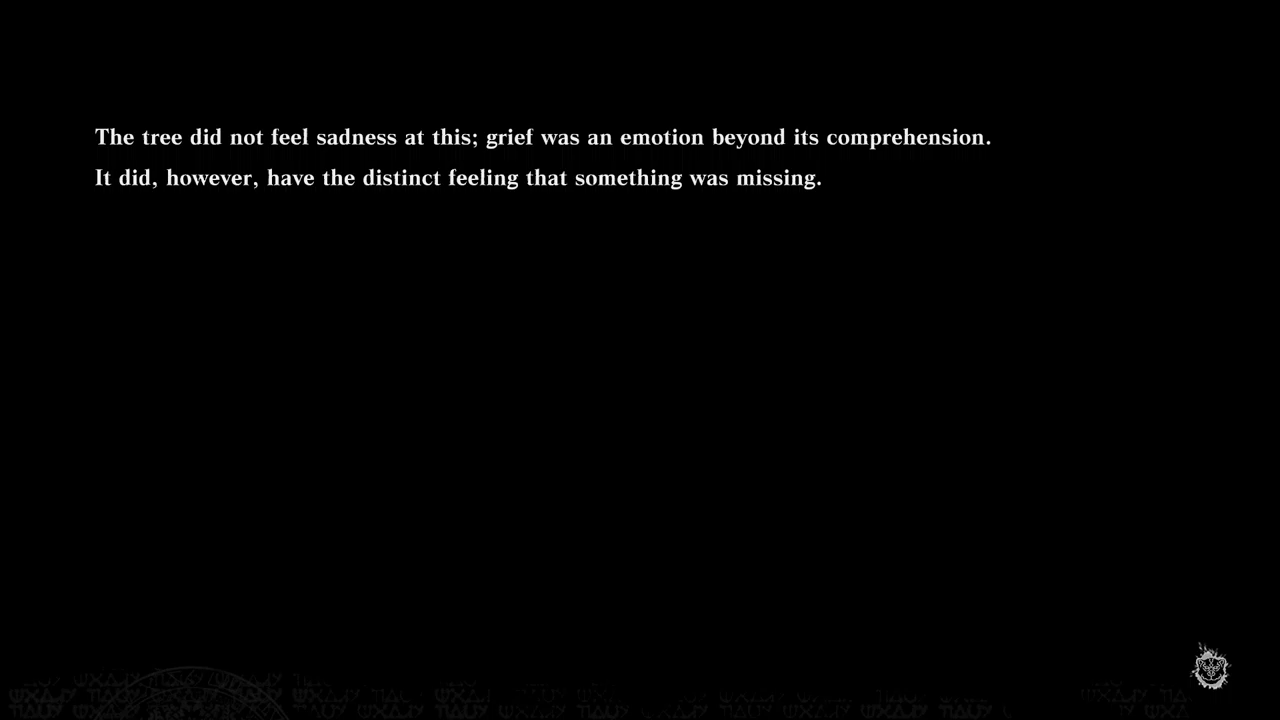 The tree did not feel sadness at this; grief was an emotion beyond its comprehension.
It did, however, have the distinct feeling that something was missing.